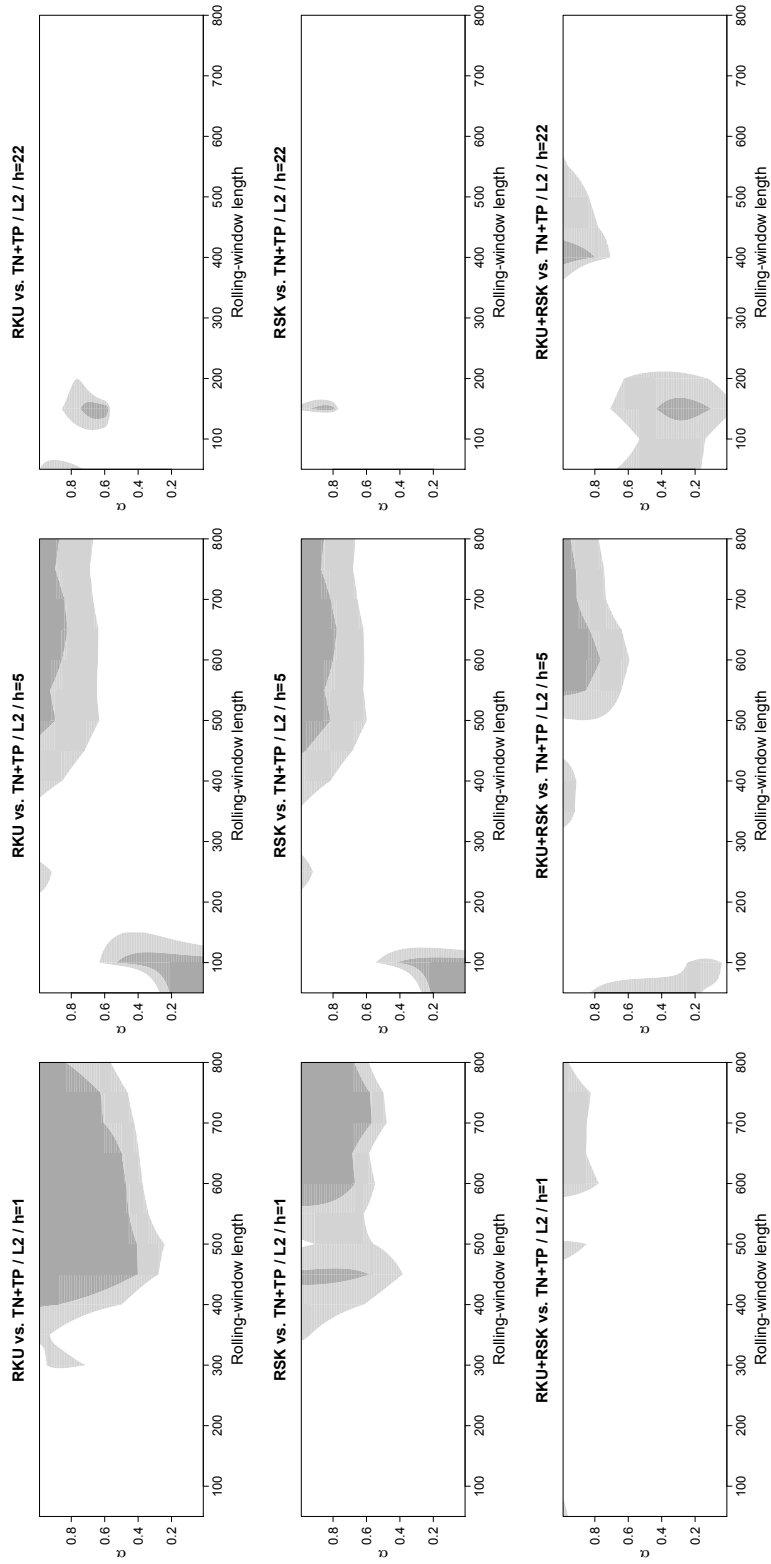 RKU vs. TN+TP / L2 / h=1
0.8
0.6
0.4
0.2
α
100 200 300 400 500 600 700 800
Rolling-window length
RKU vs. TN+TP / L2 / h=5
0.8
0.6
0.4
0.2
α
100 200 300 400 500 600 700 800
Rolling-window length
RKU vs. TN+TP / L2 / h=22
0.8
0.6
0.4
0.2
α
100 200 300 400 500 600 700 800
Rolling-window length
RSK vs. TN+TP / L2 / h=1
0.8
0.6
0.4
0.2
α
100 200 300 400 500 600 700 800
Rolling-window length
RSK vs. TN+TP / L2 / h=5
0.8
0.6
0.4
0.2
α
100 200 300 400 500 600 700 800
Rolling-window length
RSK vs. TN+TP / L2 / h=22
0.8
0.6
0.4
0.2
α
100 200 300 400 500 600 700 800
Rolling-window length
RKU+RSK vs. TN+TP / L2 / h=1
0.8
0.6
0.4
0.2
α
100 200 300 400 500 600 700 800
Rolling-window length
RKU+RSK vs. TN+TP / L2 / h=5
0.8
0.6
0.4
0.2
α
100 200 300 400 500 600 700 800
Rolling-window length
RKU+RSK vs. TN+TP / L2 / h=22
0.8
0.6
0.4
0.2
α
100 200 300 400 500 600 700 800
Rolling-window length